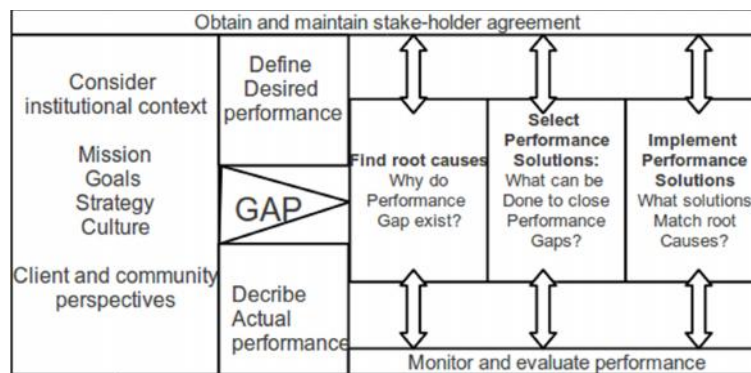 Obtain and maintain stake-holder agreement
Consider
institutional context
Mission
Goals
Strategy
Culture
Client and community
perspectives
Define
Desired
performance
GAP
Decribe
Actual
performance
Find root causes
Why do
Performance
Gap exist?
Select
Performance
Solutions:
What can be
Done to close
Performance
Gaps?
Implement
Performance
Solutions
What solutions
Match root
Causes?
Monitor and evaluate performance